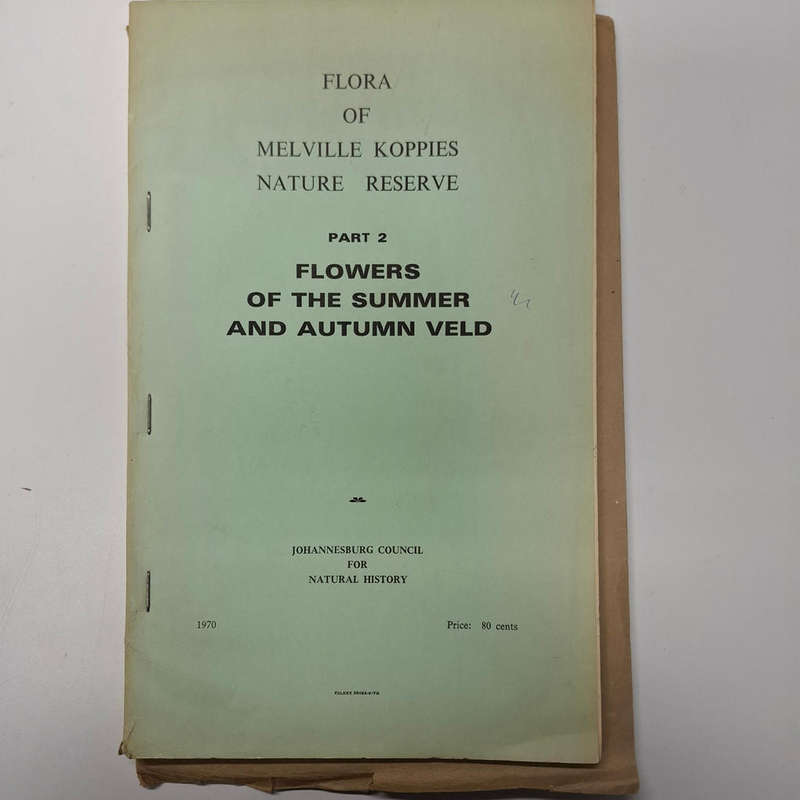 FLORA
OF
MELVILLE KOPPIES
NATURE RESERVE
PART 2
FLOWERS
OF THE SUMMER
AND AUTUMN VELD
JOHANNESBURG COUNCIL
FOR
NATURAL HISTORY
1970 Price: 80 cents